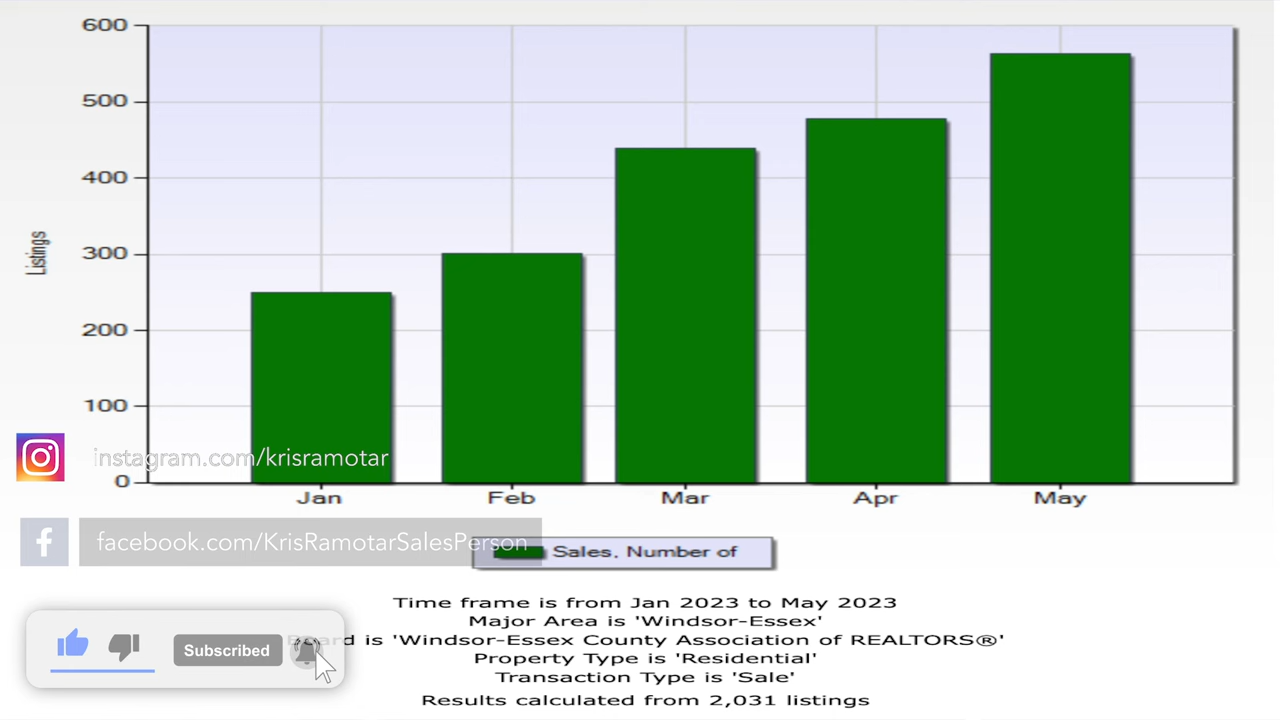 600
500
400
300
200
100
0
Listings
Jan Feb Mar Apr May
instagram.com/krisramotar
facebook.com/KrisRamotarSalesPerson
Sales, Number of
Time frame is from Jan 2023 to May 2023
Major Area is 'Windsor-Essex'
Board is 'Windsor-Essex County Association of REALTORS®'
Property Type is 'Residential'
Transaction Type is 'Sale'
Results calculated from 2,031 listings
Subscribed